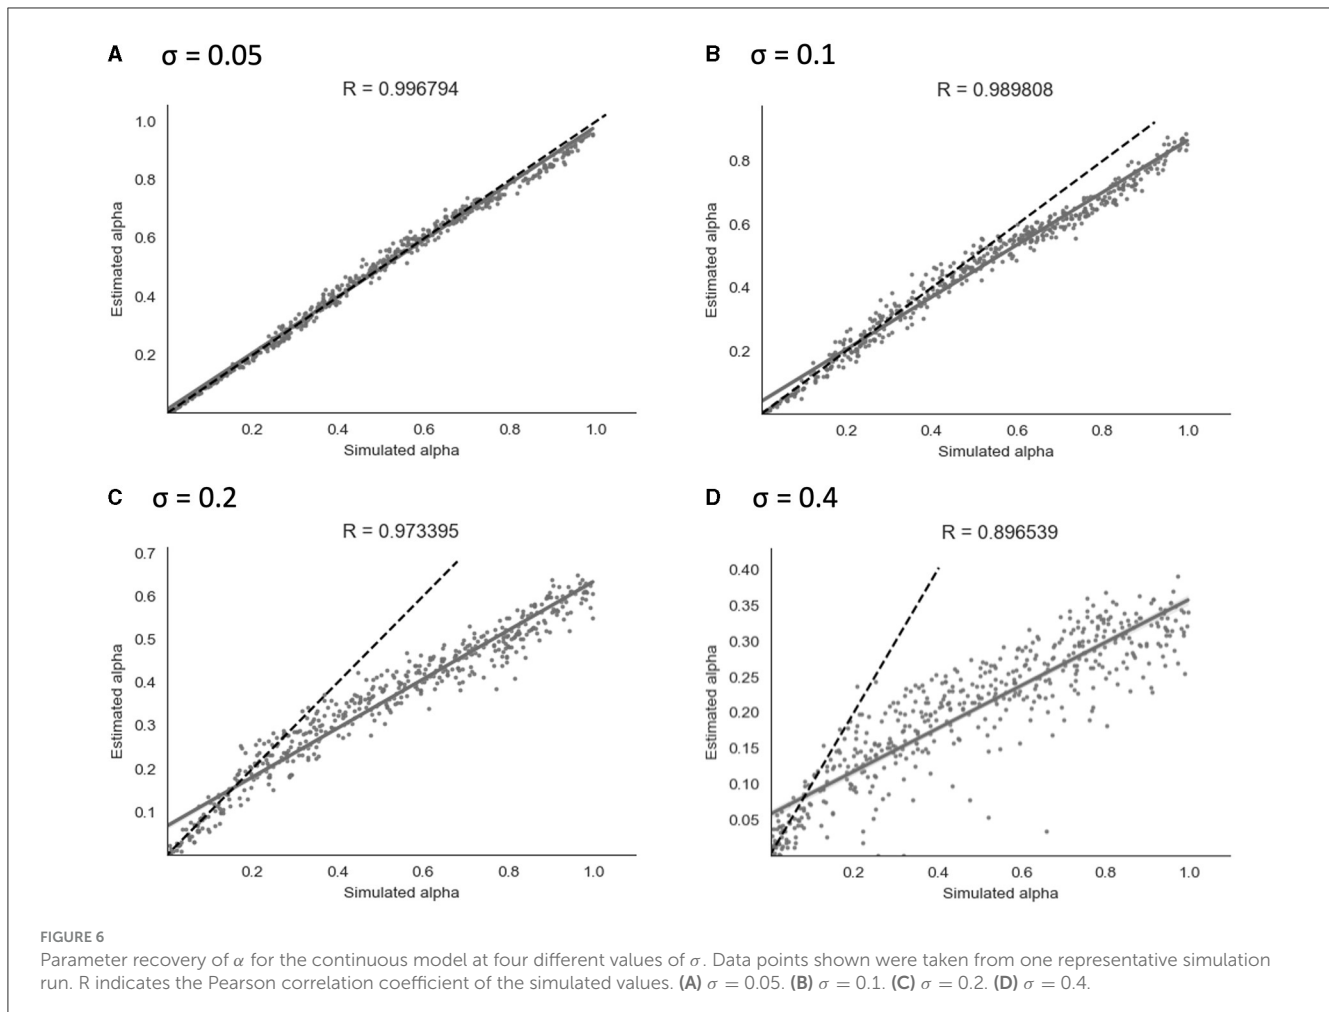 A σ = 0.05
R = 0.996794
1.0
0.8
0.6
0.4
0.2
Estimated alpha
0.2 0.4 0.6 0.8 1.0
Simulated alpha
B σ = 0.1
R = 0.989808
0.8
0.6
0.4
0.2
Estimated alpha
0.2 0.4 0.6 0.8 1.0
Simulated alpha
C σ = 0.2
R = 0.973395
0.7
0.6
0.5
0.4
0.3
0.2
0.1
Estimated alpha
0.2 0.4 0.6 0.8 1.0
Simulated alpha
D σ = 0.4
R = 0.896539
0.40
0.35
0.30
0.25
0.20
0.15
0.10
0.05
Estimated alpha
0.2 0.4 0.6 0.8 1.0
Simulated alpha
FIGURE 6
Parameter recovery of α for the continuous model at four different values of σ. Data points shown were taken from one representative simulation
run. R indicates the Pearson correlation coefficient of the simulated values. (A) σ = 0.05. (B) σ = 0.1. (C) σ = 0.2. (D) σ = 0.4.